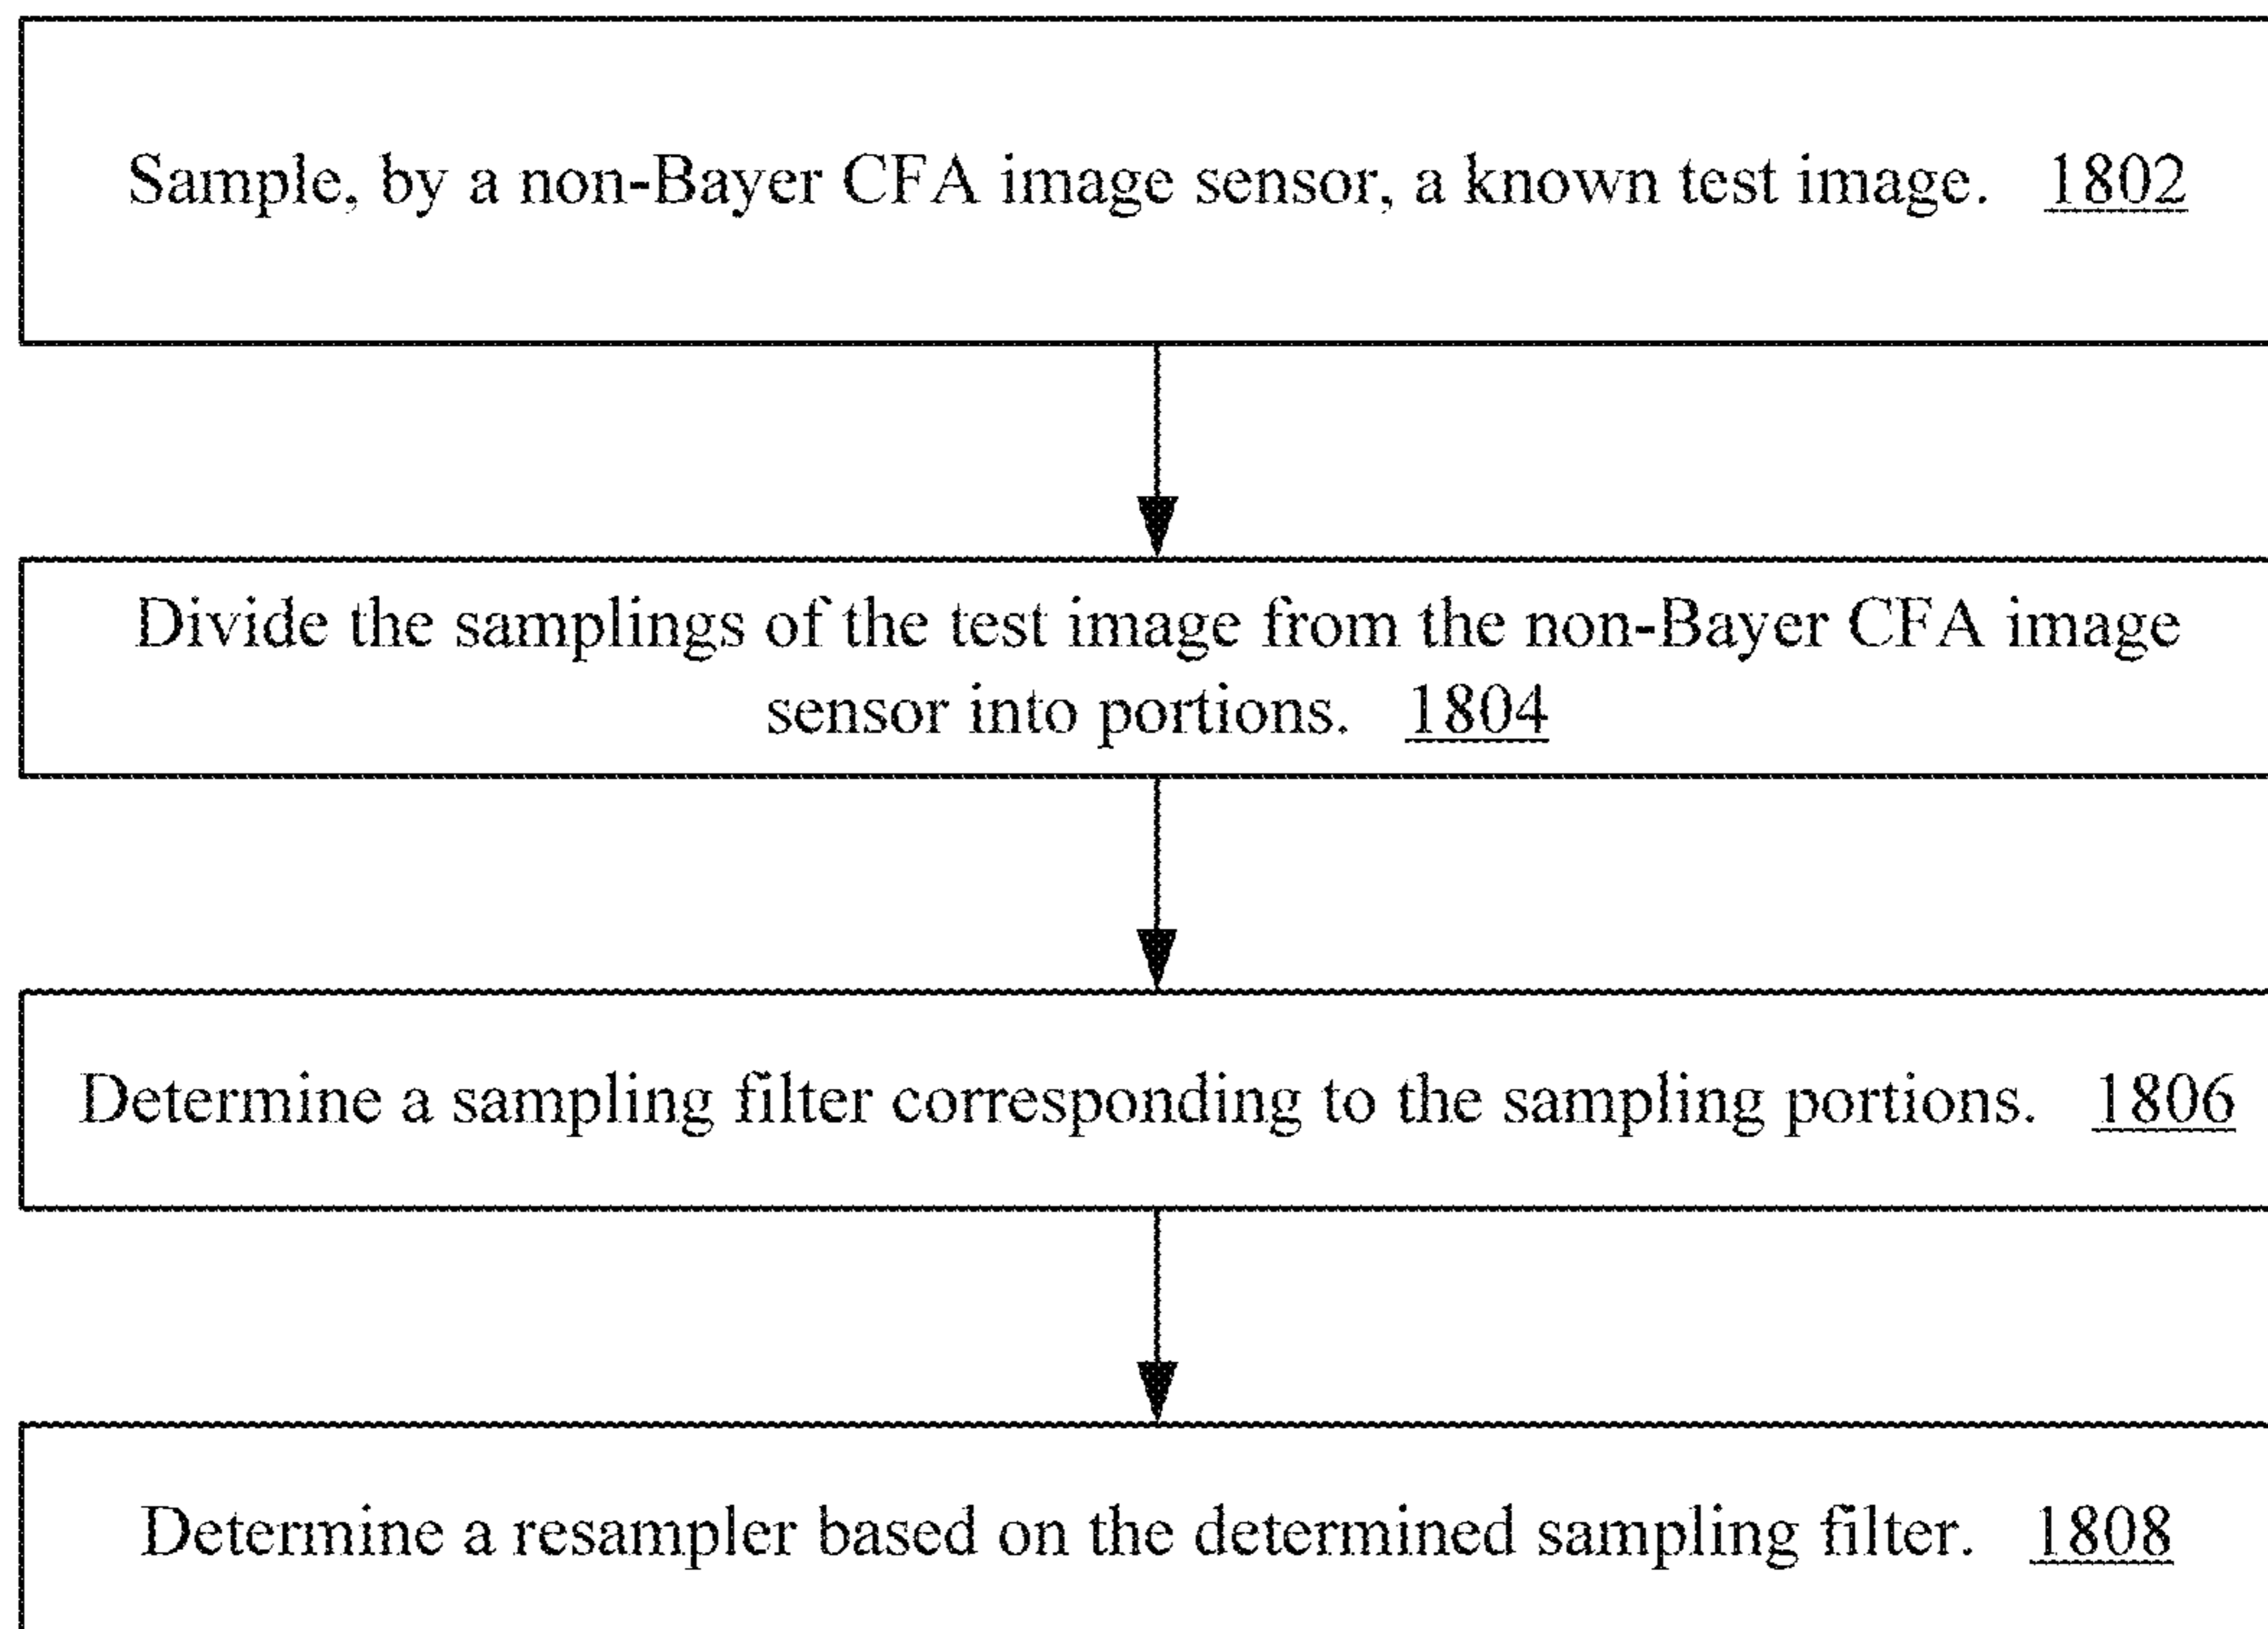 Sample, by a non-Bayer CFA image sensor, a known test image. 1802
Divide the samplings of the test image from the non-Bayer CFA image
sensor into portions. 1804
Determine a sampling filter corresponding to the sampling portions. 1806
Determine a resampler based on the determined sampling filter. 1808